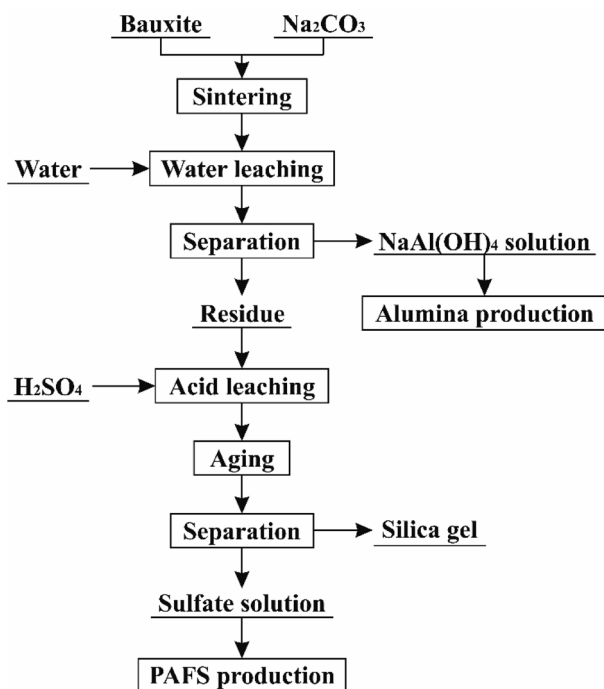 Bauxite
Na₂CO₃
Sintering
Water
Water leaching
Separation
NaAl(OH)₄ solution
Residue
Alumina production
H₂SO₄
Acid leaching
Aging
Separation
Silica gel
Sulfate solution
PAFS production